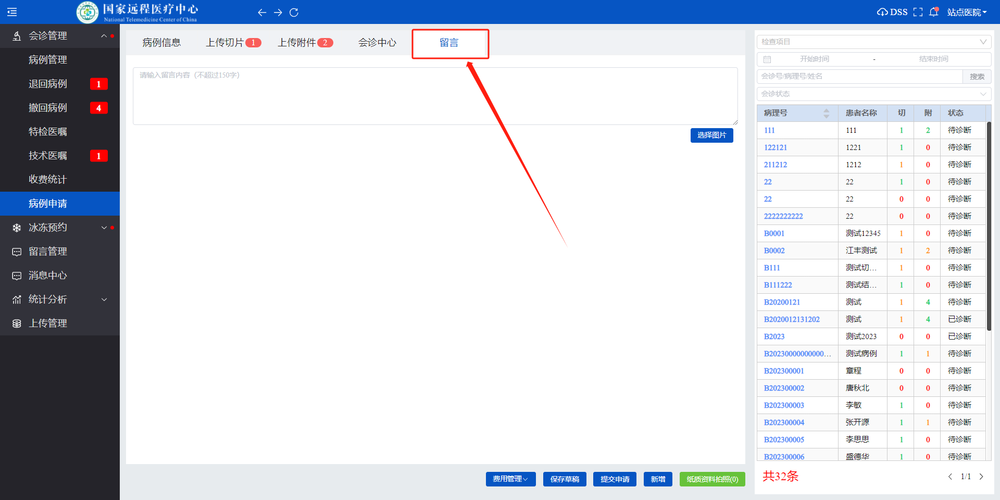 国家远程医疗中心
National Telemedicine Center of China
DSS
站点医院
会诊管理
病例管理
退回病例 1
撤回病例 4
特检医嘱
技术医嘱 1
收费统计
病例申请
冰冻预约
留言管理
消息中心
统计分析
上传管理
病例信息 上传切片 1 上传附件 2 会诊中心 留言
请输入留言内容（不超过150字）
选择图片
费用管理 保存草稿 提交申请 新增 纸质资料拍照(0)
检查项目
开始时间 - 结束时间
会诊号/病理号/姓名 搜索
会诊状态
病理号 患者名称 切 附 状态
111 111 1 2 待诊断
122121 1221 1 0 待诊断
211212 1212 1 0 待诊断
22 22 1 0 待诊断
22 22 0 0 待诊断
2222222222 22 0 0 待诊断
B0001 测试12345 1 0 待诊断
B0002 江丰测试 1 2 待诊断
B111 测试切... 1 0 待诊断
B111222 测试结... 1 0 待诊断
B20200121 测试 1 4 待诊断
B2020012131202 测试 1 4 已诊断
B2023 测试2023 0 0 已诊断
B20230000000000... 测试病例 1 1 待诊断
B202300001 章程 0 0 待诊断
B202300002 唐秋北 0 0 待诊断
B202300003 李敏 1 0 待诊断
B202300004 张开源 1 1 待诊断
B202300005 李思思 1 0 待诊断
B202300006 盛德华 1 0 待诊断
共32条 1/1